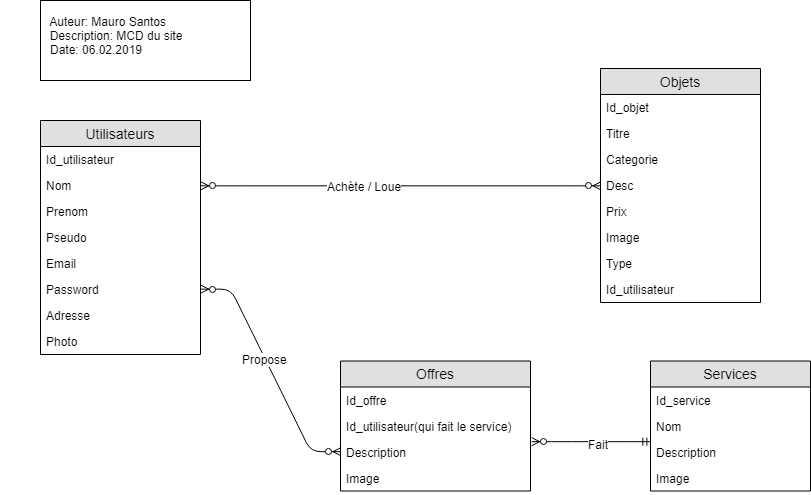 Auteur: Mauro Santos
Description: MCD du site
Date: 06.02.2019
Objets
Id_objet
Titre
Categorie
Desc
Prix
Image
Type
Id_utilisateur
Utilisateurs
Id_utilisateur
Nom
Prenom
Pseudo
Email
Password
Adresse
Photo
Achète / Loue
Propose
Offres
Id_offre
Id_utilisateur(qui fait le service)
Description
Image
Fait
Services
Id_service
Nom
Description
Image